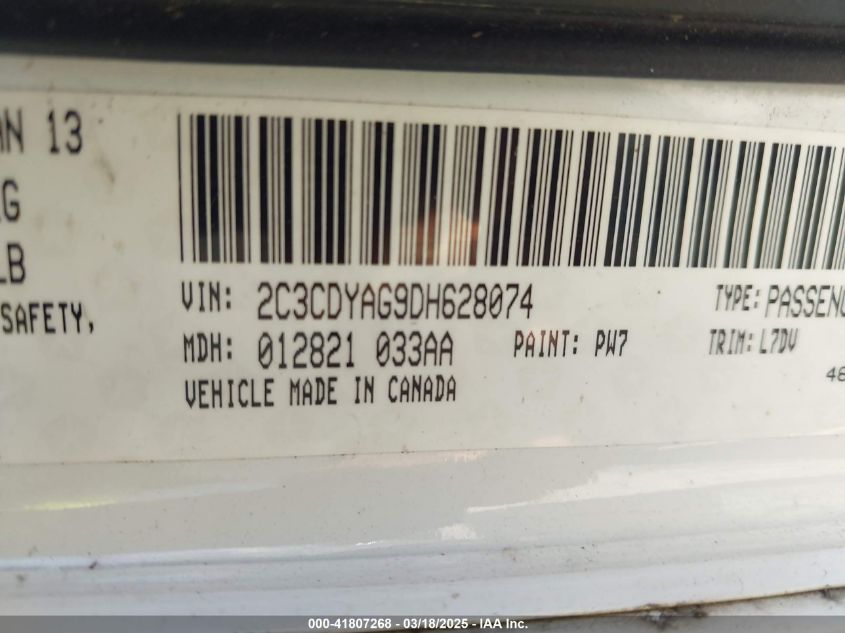 AN 13
G
LB
SAFETY,
VIN: 2C3CDYAG9DH628074
TYPE: PASSENG
MDH: 012821 033AA
PAINT: PW7
TRIM: L7DV
VEHICLE MADE IN CANADA
46
000-41807268 - 03/18/2025 - IAA Inc.